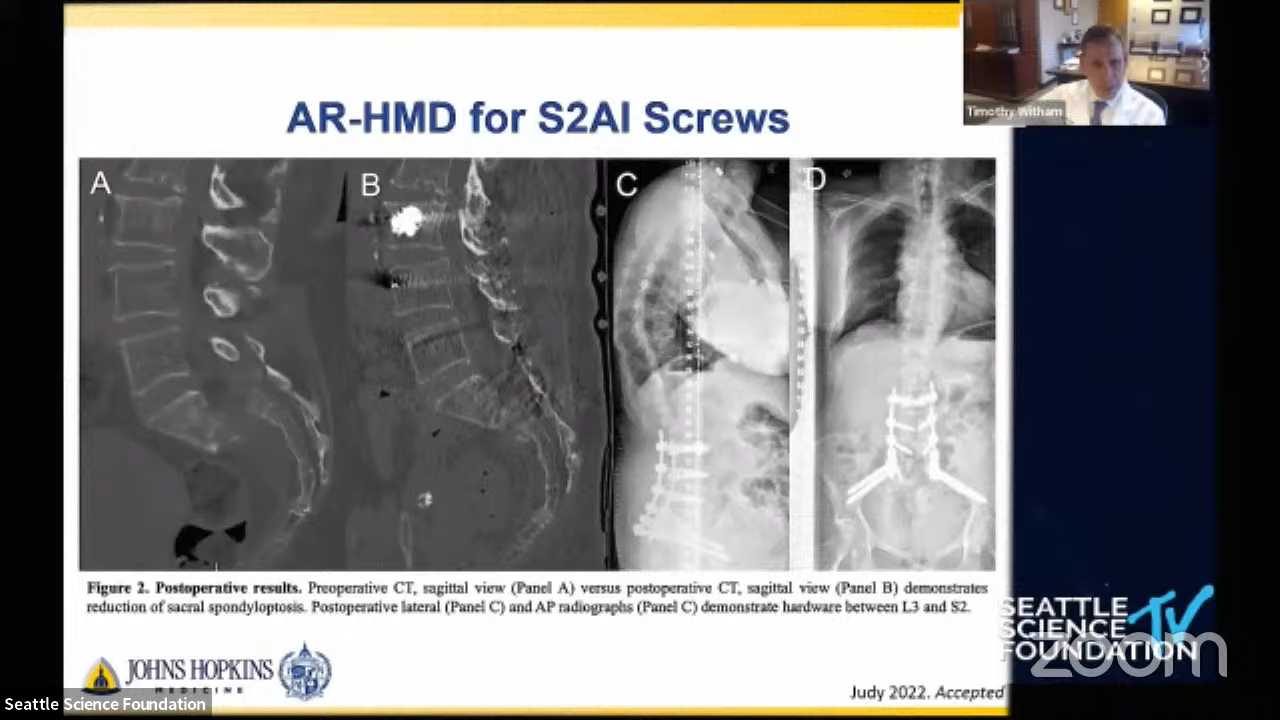 AR-HMD for S2AI Screws
Timothy Witham
A
B
C
D
Figure 2. Postoperative results. Preoperative CT, sagittal view (Panel A) versus postoperative CT, sagittal view (Panel B) demonstrates
reduction of sacral spondyloptosis. Postoperative lateral (Panel C) and AP radiographs (Panel C) demonstrate hardware between L3 and S2.
SEATTLE
SCIENCE
FOUNDATION
TV
zoom
JOHNS HOPKINS
MEDICINE
Judy 2022. Accepted
Seattle Science Foundation